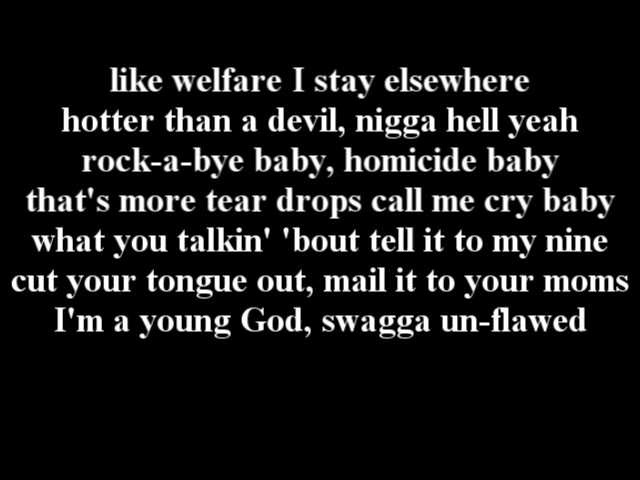 like welfare I stay elsewhere
hotter than a devil, nigga hell yeah
rock-a-bye baby, homicide baby
that's more tear drops call me cry baby
what you talkin' 'bout tell it to my nine
cut your tongue out, mail it to your moms
I'm a young God, swagga un-flawed